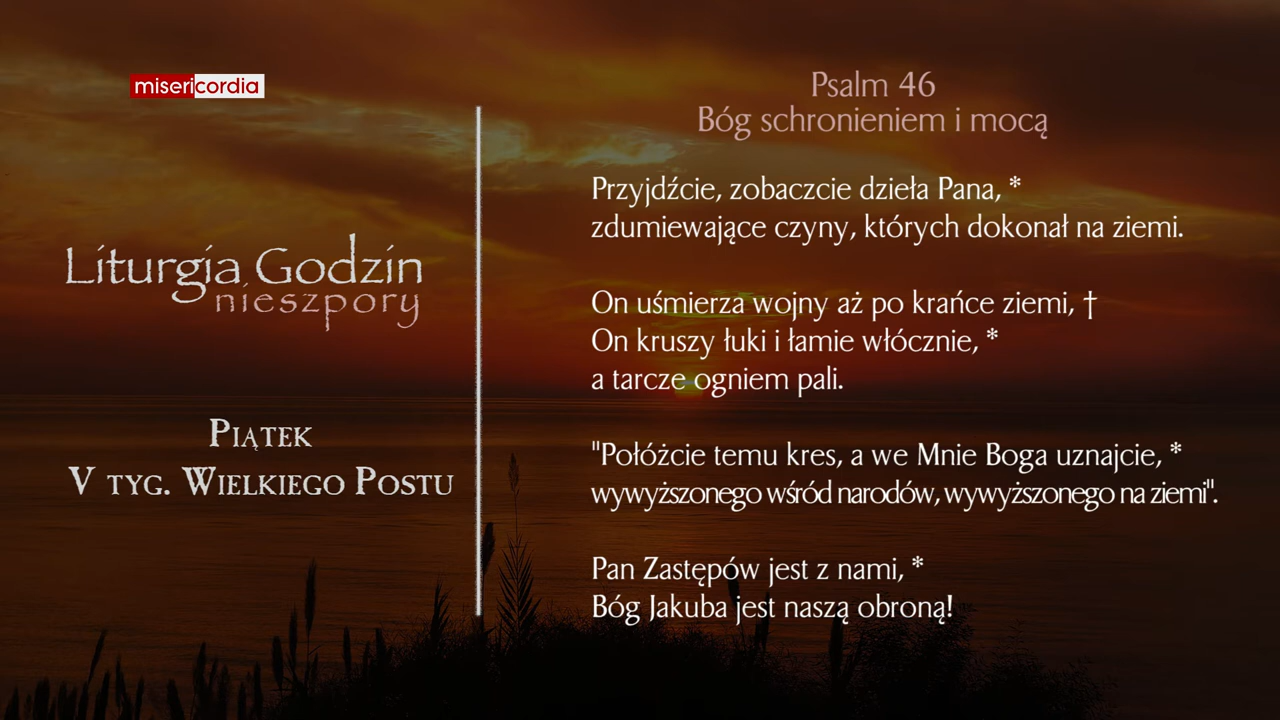 misericordia
Liturgia Godzin
nieszpory
Piątek
V tyg. Wielkiego Postu
Psalm 46
Bóg schronieniem i mocą
Przyjdźcie, zobaczcie dzieła Pana, *
zdumiewające czyny, których dokonał na ziemi.
On uśmierza wojny aż po krańce ziemi, †
On kruszy łuki i łamie włócznie, *
a tarcze ogniem pali.
"Połóżcie temu kres, a we Mnie Boga uznajcie, *
wywyższonego wśród narodów, wywyższonego na ziemi".
Pan Zastępów jest z nami, *
Bóg Jakuba jest naszą obroną!